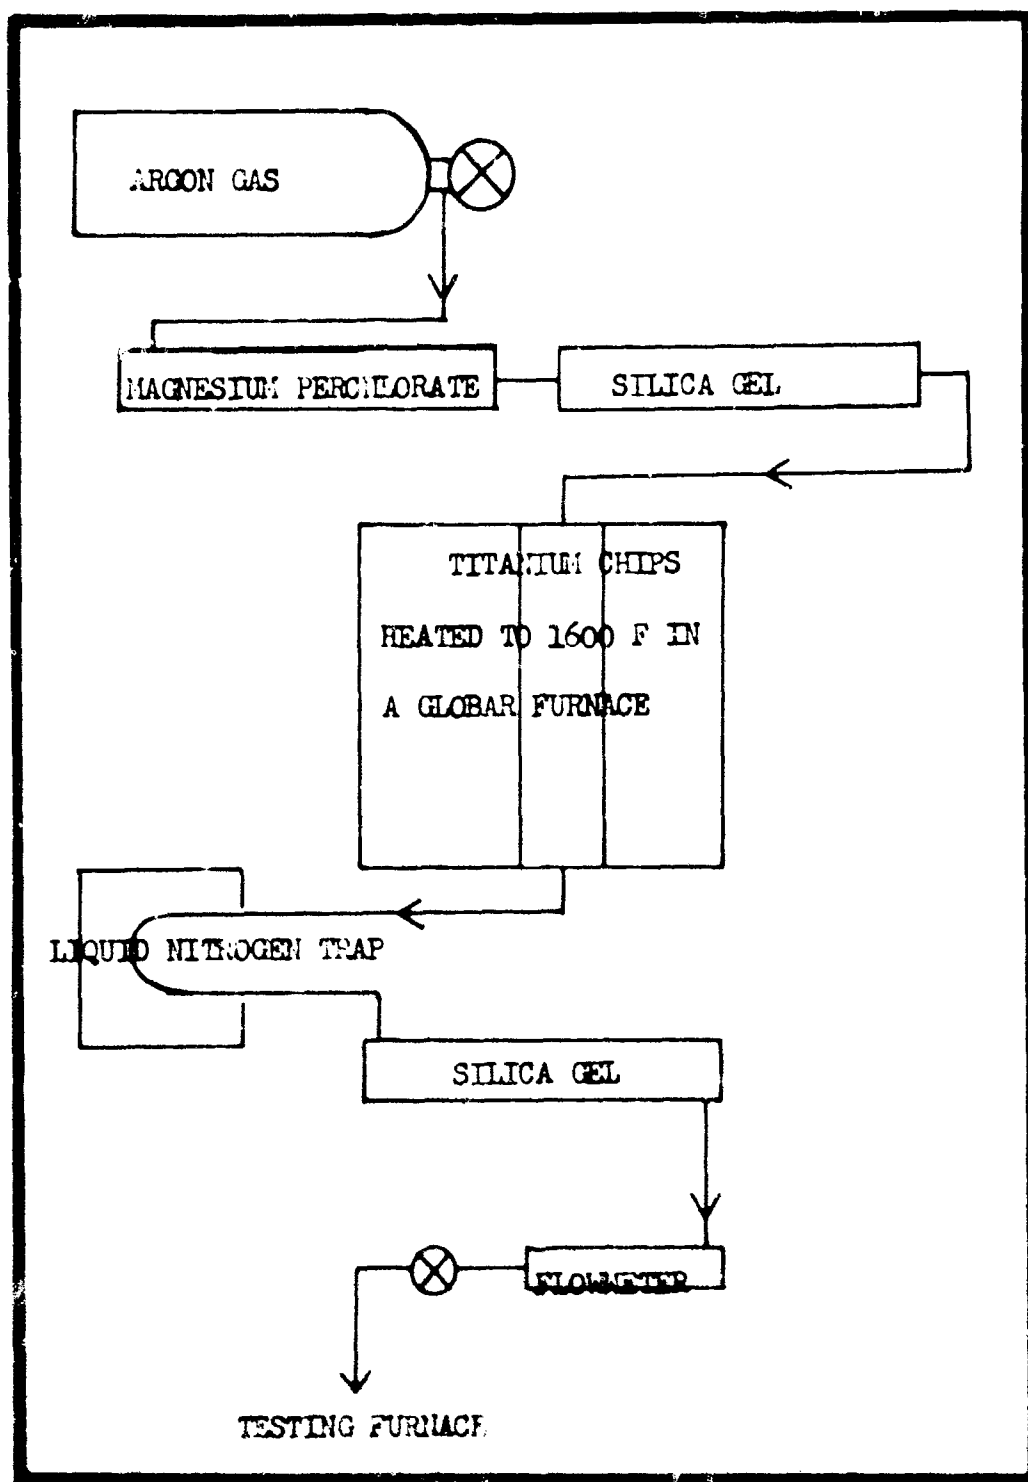 ARGON GAS
MAGNESIUM PERCHLORATE
SILICA GEL
TITANIUM CHIPS
HEATED TO 1600 F IN
A GLOBAR FURNACE
LIQUID NITROGEN TRAP
SILICA GEL
FLOWMETER
TESTING FURNACE